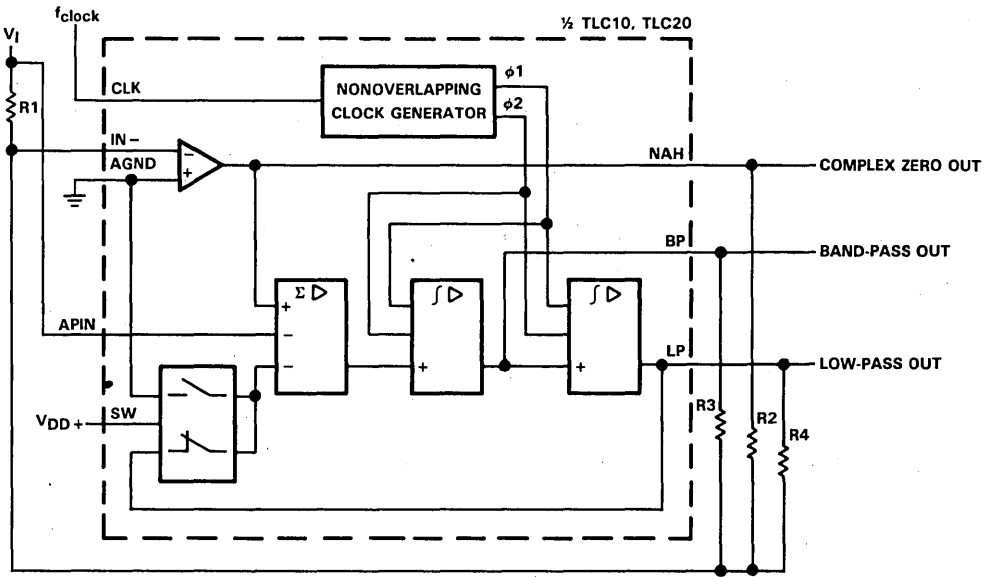 ½ TLC10, TLC20
fclock
VI
CLK
NONOVERLAPPING
CLOCK GENERATOR
ϕ1
ϕ2
R1
IN−
AGND
−
+
NAH
COMPLEX ZERO OUT
BP
BAND-PASS OUT
Σ ▷
∫ ▷
∫ ▷
+
APIN
−
−
+
+
LP
LOW-PASS OUT
VDD +
SW
R3
R2
R4